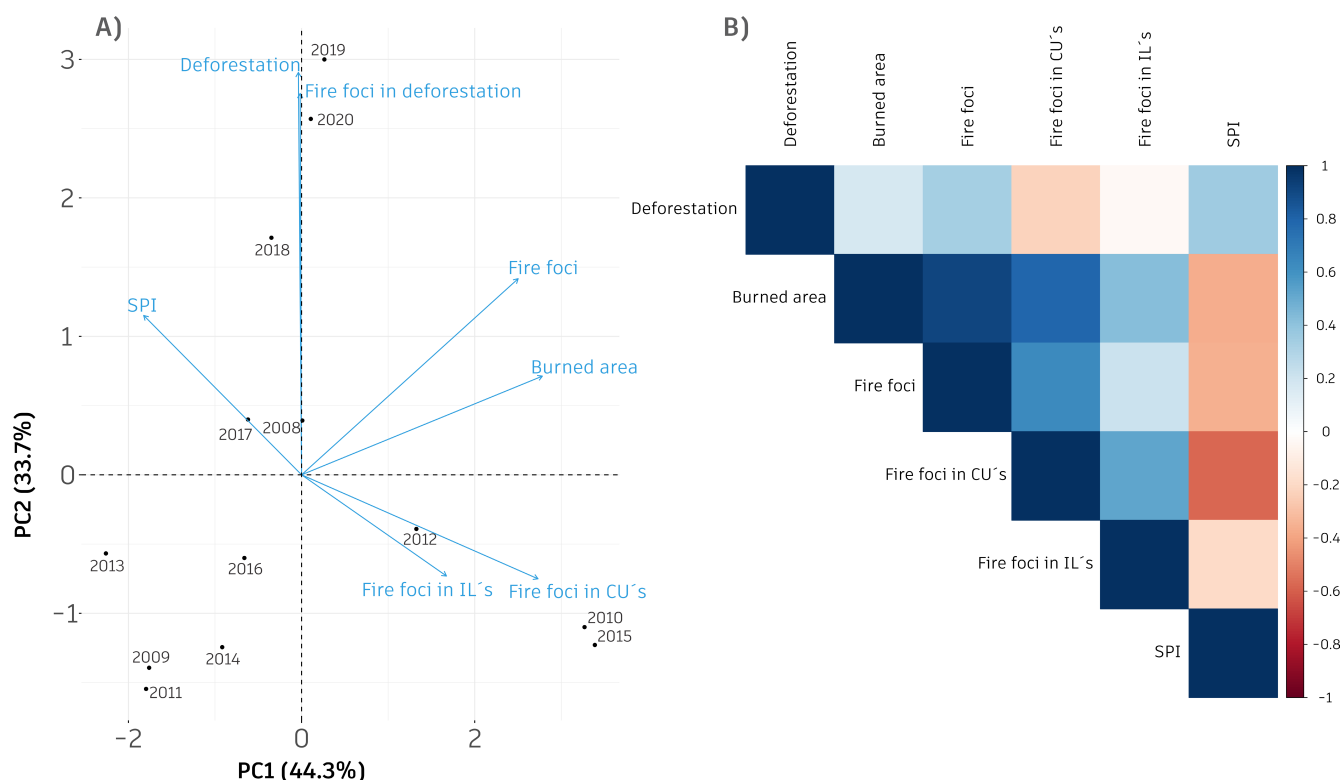 A)
3
2
1
0
−1
−2
0
2
PC2 (33.7%)
PC1 (44.3%)
2019
Deforestation
Fire foci in deforestation
2020
2018
Fire foci
SPI
Burned area
2017
2008
2012
2013
2016
Fire foci in IL´s
Fire foci in CU´s
2010
2015
2014
2009
2011
B)
Deforestation
Burned area
Fire foci
Fire foci in CU´s
Fire foci in IL´s
SPI
Deforestation
Burned area
Fire foci
Fire foci in CU´s
Fire foci in IL´s
SPI
1
0.8
0.6
0.4
0.2
0
−0.2
−0.4
−0.6
−0.8
−1